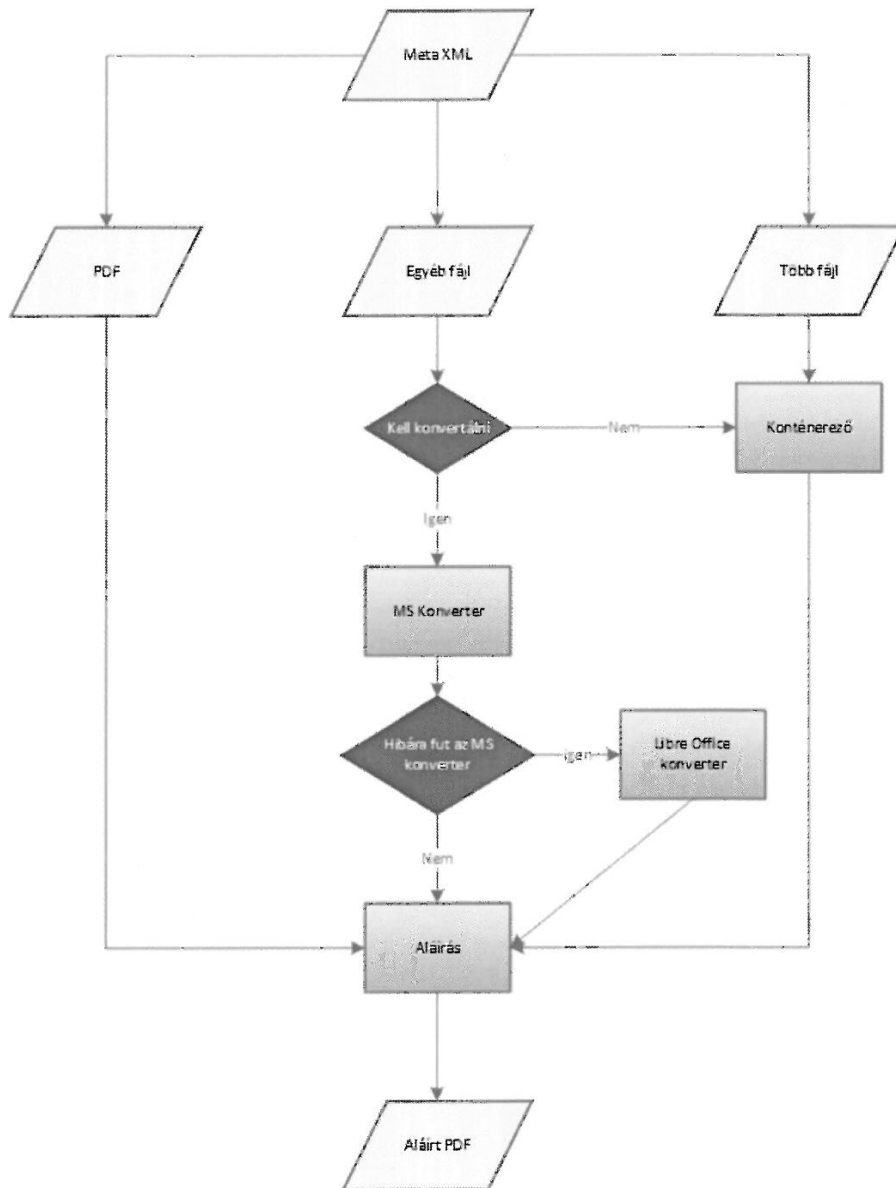 Meta XML
PDF
Egyéb fájl
Több fájl
Kell konvertálni
Nem
Konténerező
Igen
MS Konverter
Hibára fut az MS
konverter
Igen
Libre Office
konverter
Nem
Aláírás
Aláírt PDF